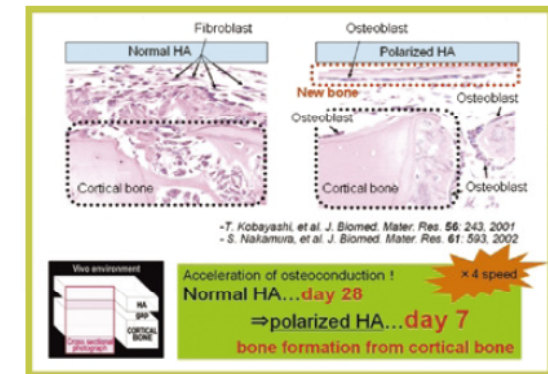 Fibroblast
Normal HA
Cortical bone
Osteoblast
Polarized HA
New bone
Osteoblast
Osteoblast
Cortical bone
Osteoblast
-T. Kobayashi, et al. J. Biomed. Mater. Res. 56: 243, 2001
- S. Nakamura, et al. J. Biomed. Mater. Res. 61: 593, 2002
Vivo environment
HA
gap
CORTICAL
BONE
Cross sectional
photograph
Acceleration of osteoconduction !
×4 speed
Normal HA...day 28
⇒polarized HA...day 7
bone formation from cortical bone